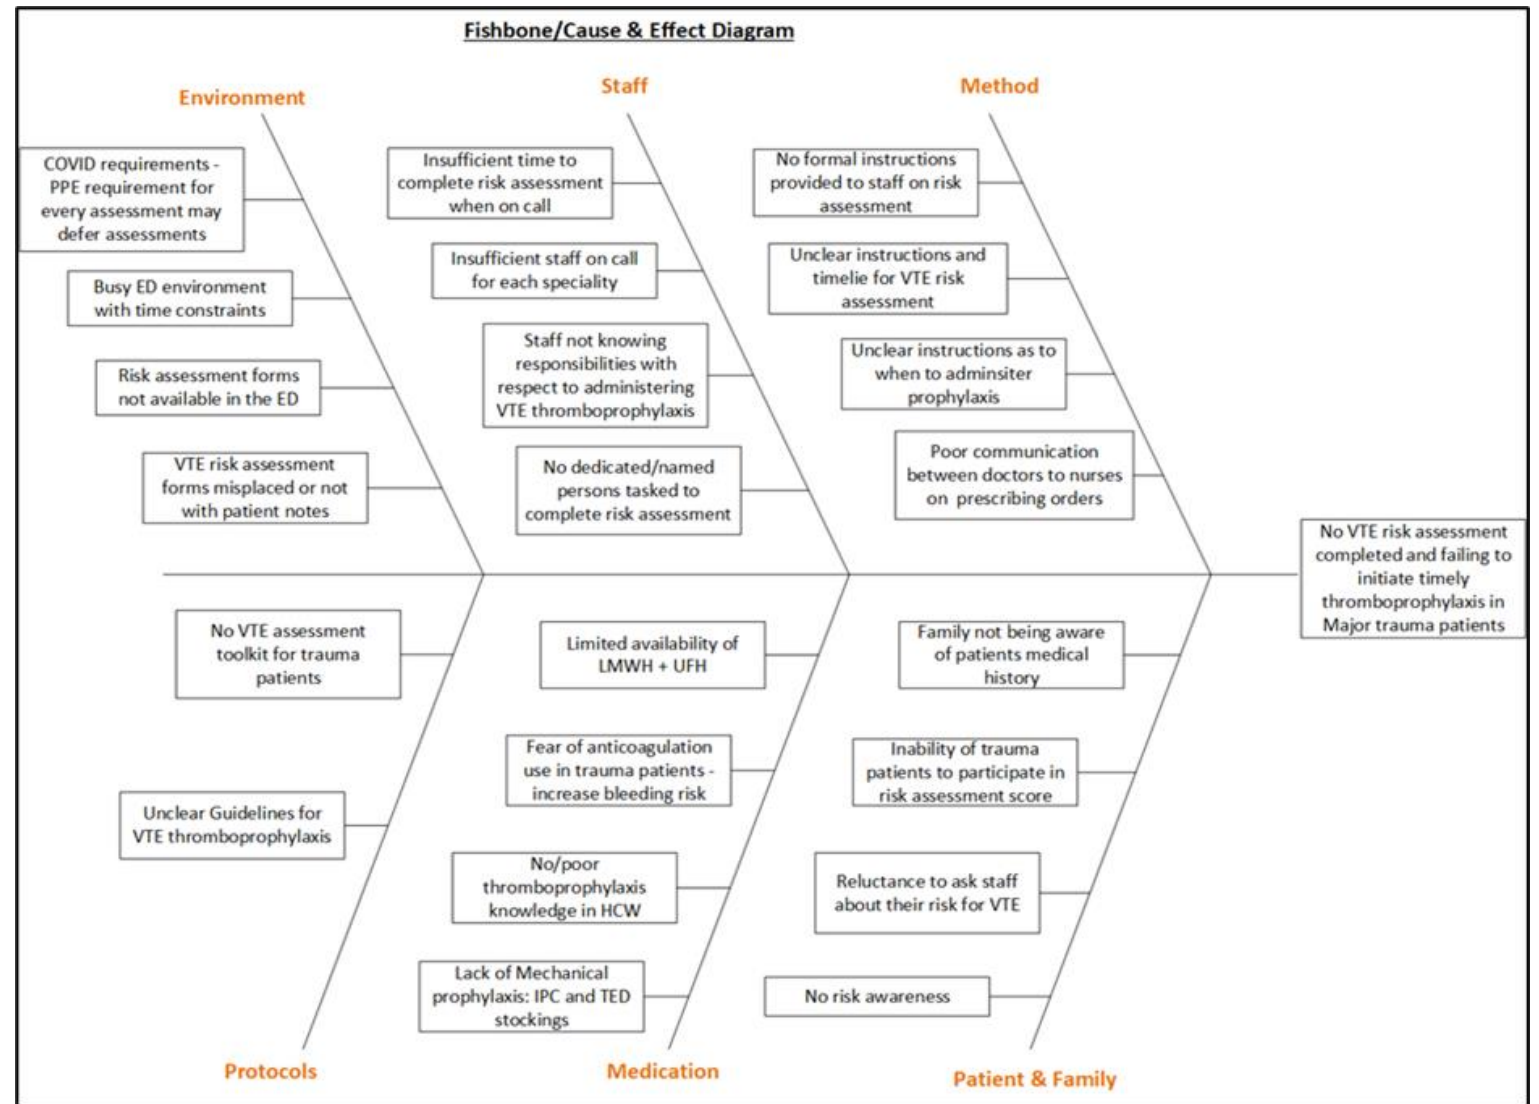 Fishbone/Cause & Effect Diagram
Environment
COVID requirements -
PPE requirement for
every assessment may
defer assessments
Busy ED environment
with time constraints
Risk assessment forms
not available in the ED
VTE risk assessment
forms misplaced or not
with patient notes
Staff
Insufficient time to
complete risk assessment
when on call
Insufficient staff on call
for each speciality
Staff not knowing
responsibilities with
respect to administering
VTE thromboprophylaxis
No dedicated/named
persons tasked to
complete risk assessment
Method
No formal instructions
provided to staff on risk
assessment
Unclear instructions and
timelie for VTE risk
assessment
Unclear instructions as to
when to adminsiter
prophylaxis
Poor communication
between doctors to nurses
on prescribing orders
No VTE risk assessment
completed and failing to
initiate timely
thromboprophylaxis in
Major trauma patients
No VTE assessment
toolkit for trauma
patients
Unclear Guidelines for
VTE thromboprophylaxis
Protocols
Limited availability of
LMWH + UFH
Fear of anticoagulation
use in trauma patients -
increase bleeding risk
No/poor
thromboprophylaxis
knowledge in HCW
Lack of Mechanical
prophylaxis: IPC and TED
stockings
Medication
Family not being aware
of patients medical
history
Inability of trauma
patients to participate in
risk assessment score
Reluctance to ask staff
about their risk for VTE
No risk awareness
Patient & Family